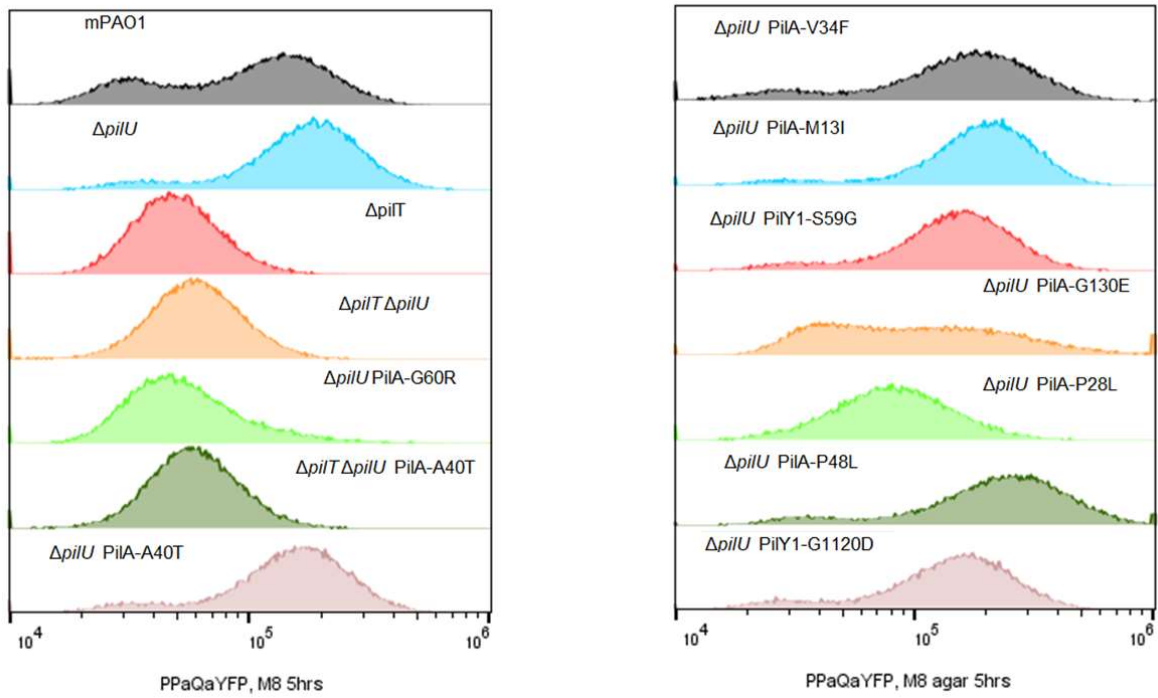 mPAO1
ΔpilU
ΔpilT
ΔpilT ΔpilU
ΔpilU PilA-G60R
ΔpilT ΔpilU PilA-A40T
ΔpilU PilA-A40T
10^4 10^5 10^6
PPaQaYFP, M8 5hrs
ΔpilU PilA-V34F
ΔpilU PilA-M13I
ΔpilU PilY1-S59G
ΔpilU PilA-G130E
ΔpilU PilA-P28L
ΔpilU PilA-P48L
ΔpilU PilY1-G1120D
10^4 10^5 10^6
PPaQaYFP, M8 agar 5hrs